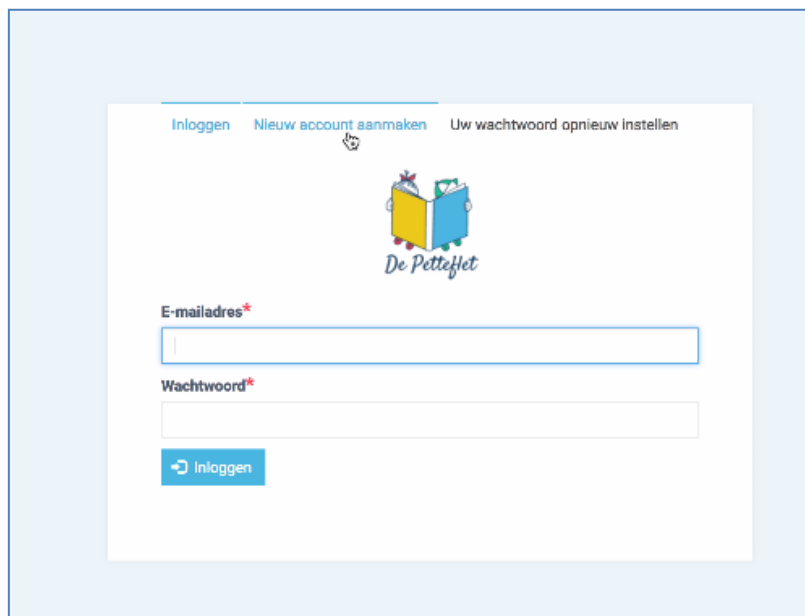 Inloggen Nieuw account aanmaken Uw wachtwoord opnieuw instellen
De Petteflet
E-mailadres*
Wachtwoord*
Inloggen